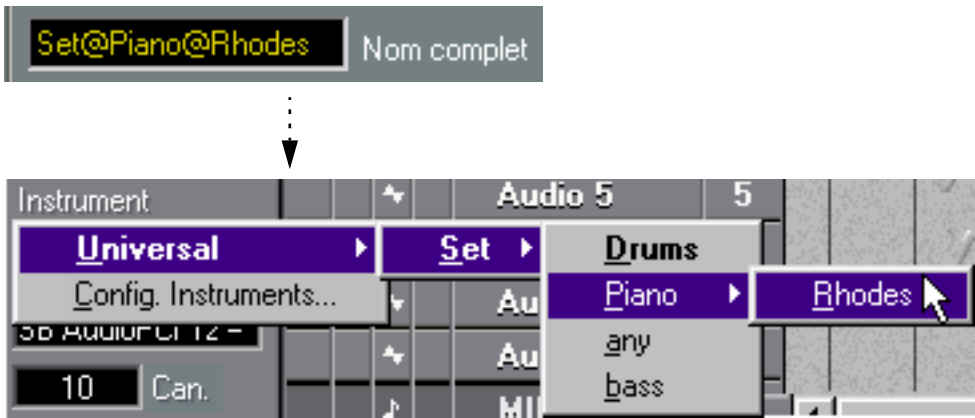 Set@Piano@Rhodes Nom complet
Instrument Audio 5 5
Universal Set Drums
Config. Instruments... Piano Rhodes
any
bass
10 Can.